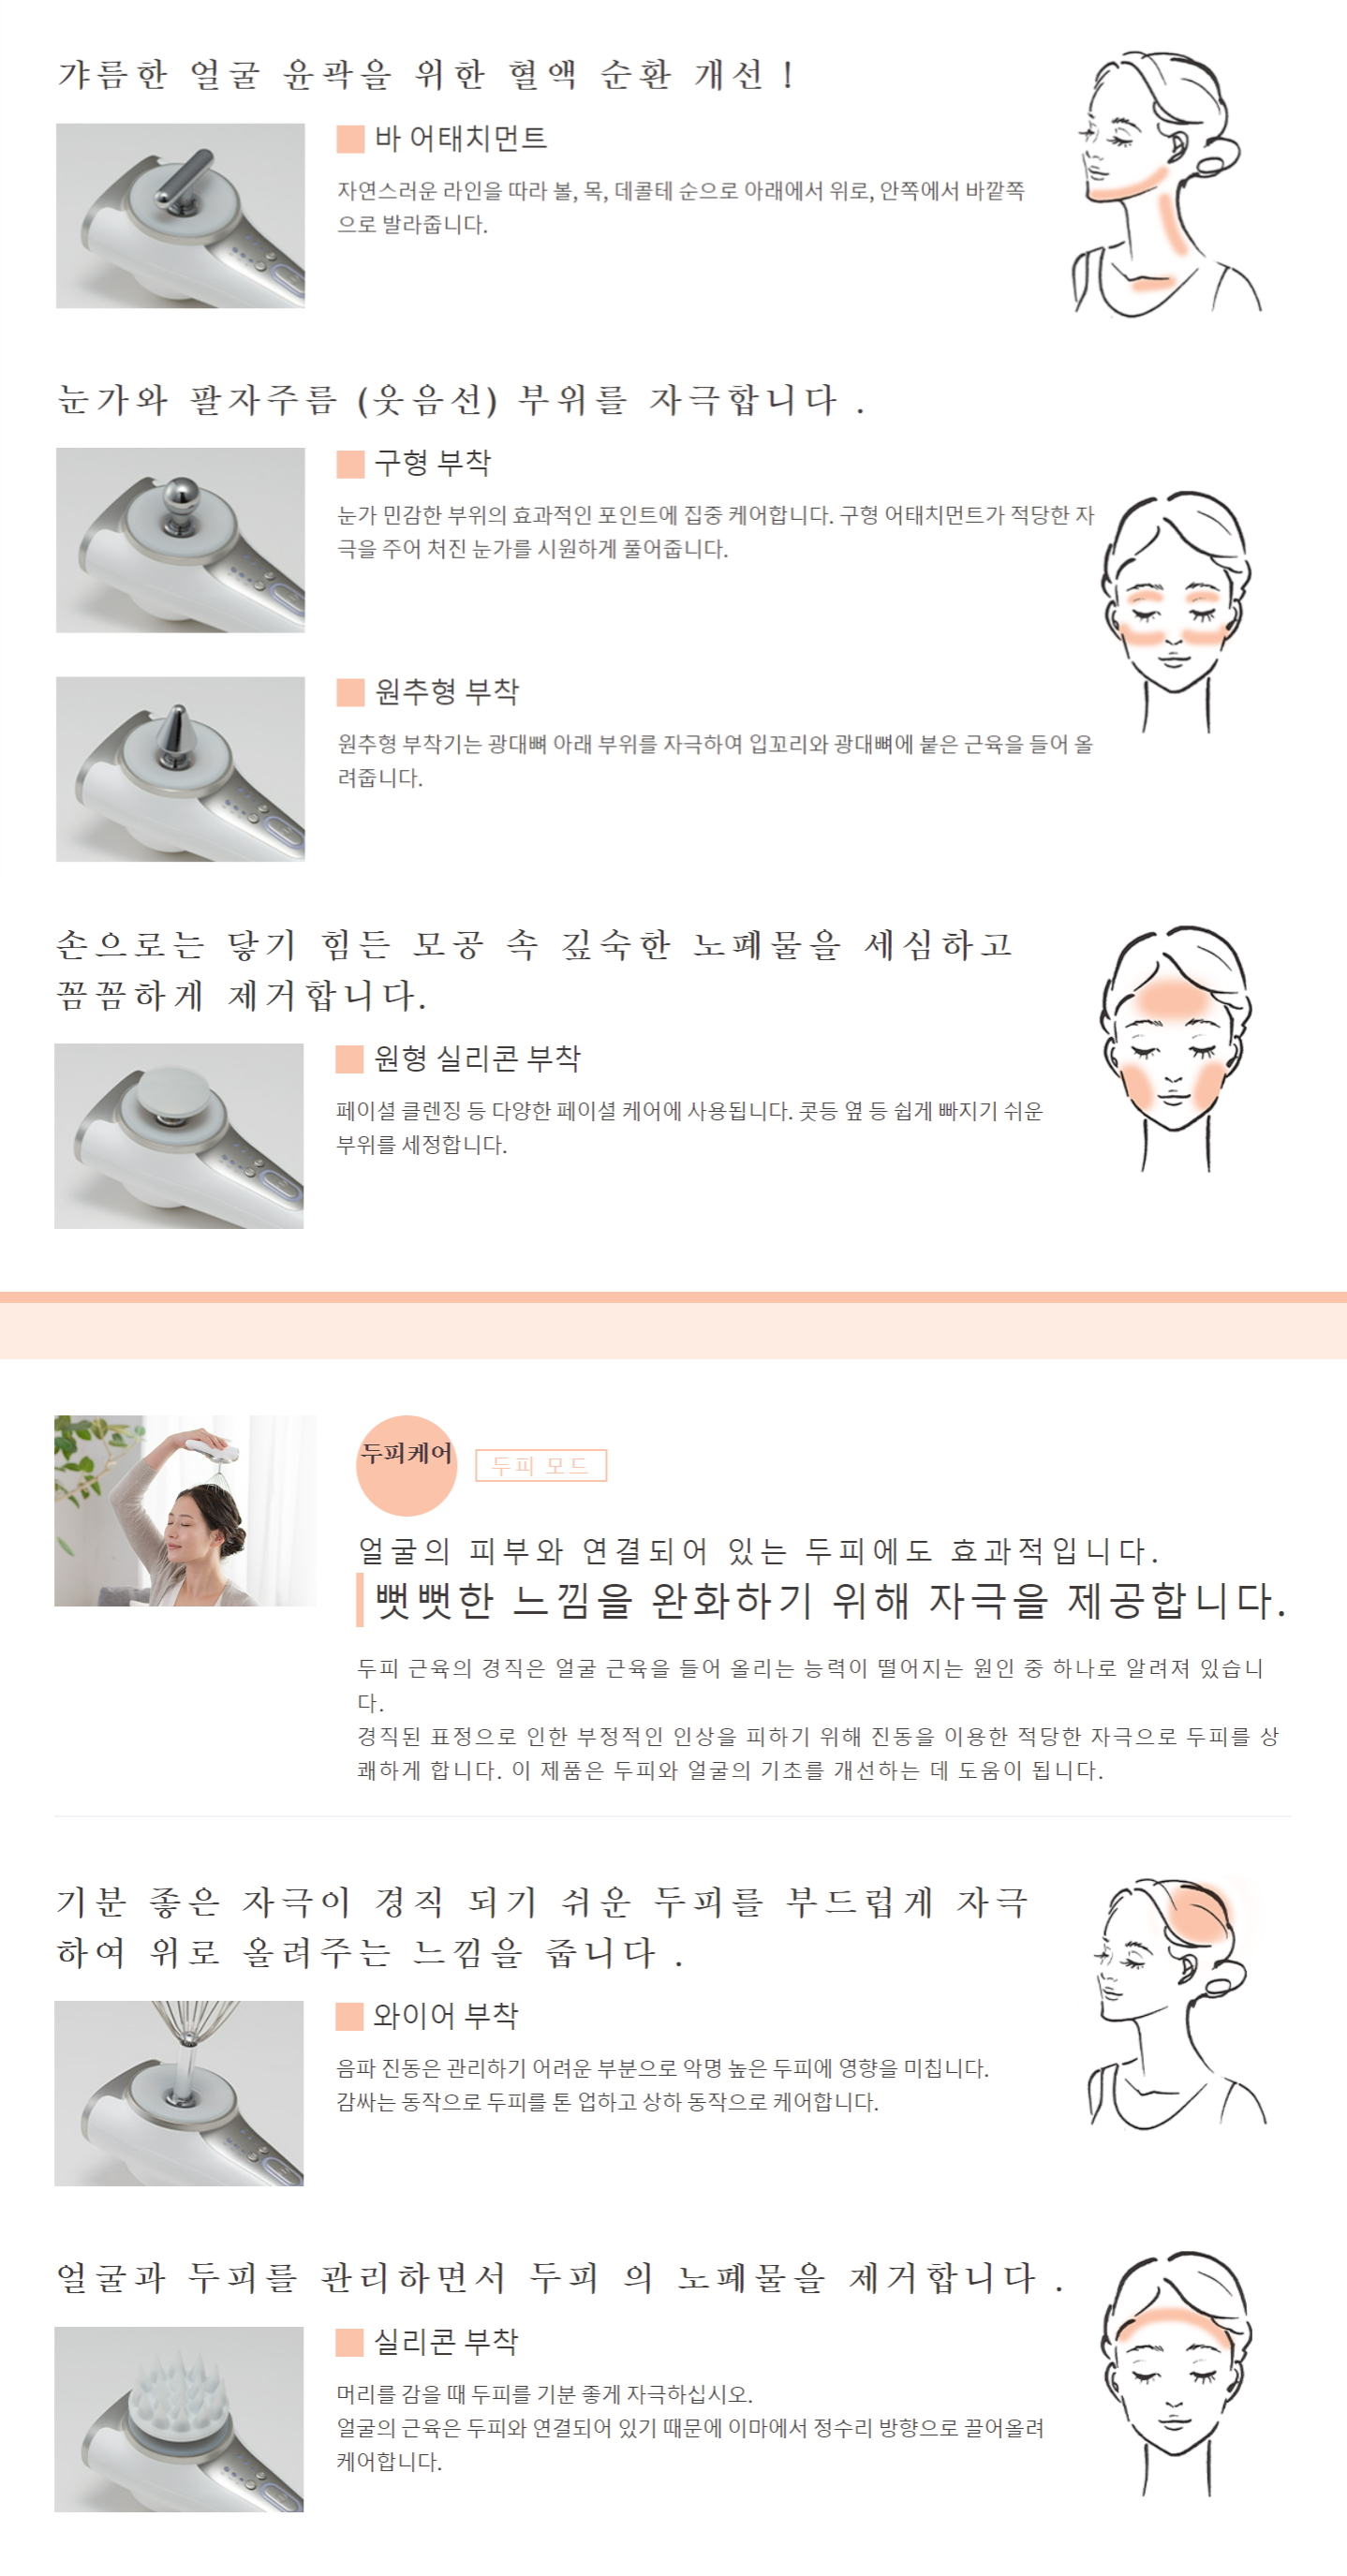 갸름한 얼굴 윤곽을 위한 혈액 순환 개선 !
바 어태치먼트
자연스러운 라인을 따라 볼, 목, 데콜테 순으로 아래에서 위로, 안쪽에서 바깥쪽
으로 발라줍니다.
눈가와 팔자주름 (웃음선) 부위를 자극합니다 .
구형 부착
눈가 민감한 부위의 효과적인 포인트에 집중 케어합니다. 구형 어태치먼트가 적당한 자
극을 주어 처진 눈가를 시원하게 풀어줍니다.
원추형 부착
원추형 부착기는 광대뼈 아래 부위를 자극하여 입꼬리와 광대뼈에 붙은 근육을 들어 올
려줍니다.
손으로는 닿기 힘든 모공 속 깊숙한 노폐물을 세심하고
꼼꼼하게 제거합니다.
원형 실리콘 부착
페이셜 클렌징 등 다양한 페이셜 케어에 사용됩니다. 콧등 옆 등 쉽게 빠지기 쉬운
부위를 세정합니다.
두피케어
두피 모드
얼굴의 피부와 연결되어 있는 두피에도 효과적입니다.
뻣뻣한 느낌을 완화하기 위해 자극을 제공합니다.
두피 근육의 경직은 얼굴 근육을 들어 올리는 능력이 떨어지는 원인 중 하나로 알려져 있습니
다.
경직된 표정으로 인한 부정적인 인상을 피하기 위해 진동을 이용한 적당한 자극으로 두피를 상
쾌하게 합니다. 이 제품은 두피와 얼굴의 기초를 개선하는 데 도움이 됩니다.
기분 좋은 자극이 경직 되기 쉬운 두피를 부드럽게 자극
하여 위로 올려주는 느낌을 줍니다 .
와이어 부착
음파 진동은 관리하기 어려운 부분으로 악명 높은 두피에 영향을 미칩니다.
감싸는 동작으로 두피를 톤 업하고 상하 동작으로 케어합니다.
얼굴과 두피를 관리하면서 두피 의 노폐물을 제거합니다 .
실리콘 부착
머리를 감을 때 두피를 기분 좋게 자극하십시오.
얼굴의 근육은 두피와 연결되어 있기 때문에 이마에서 정수리 방향으로 끌어올려
케어합니다.